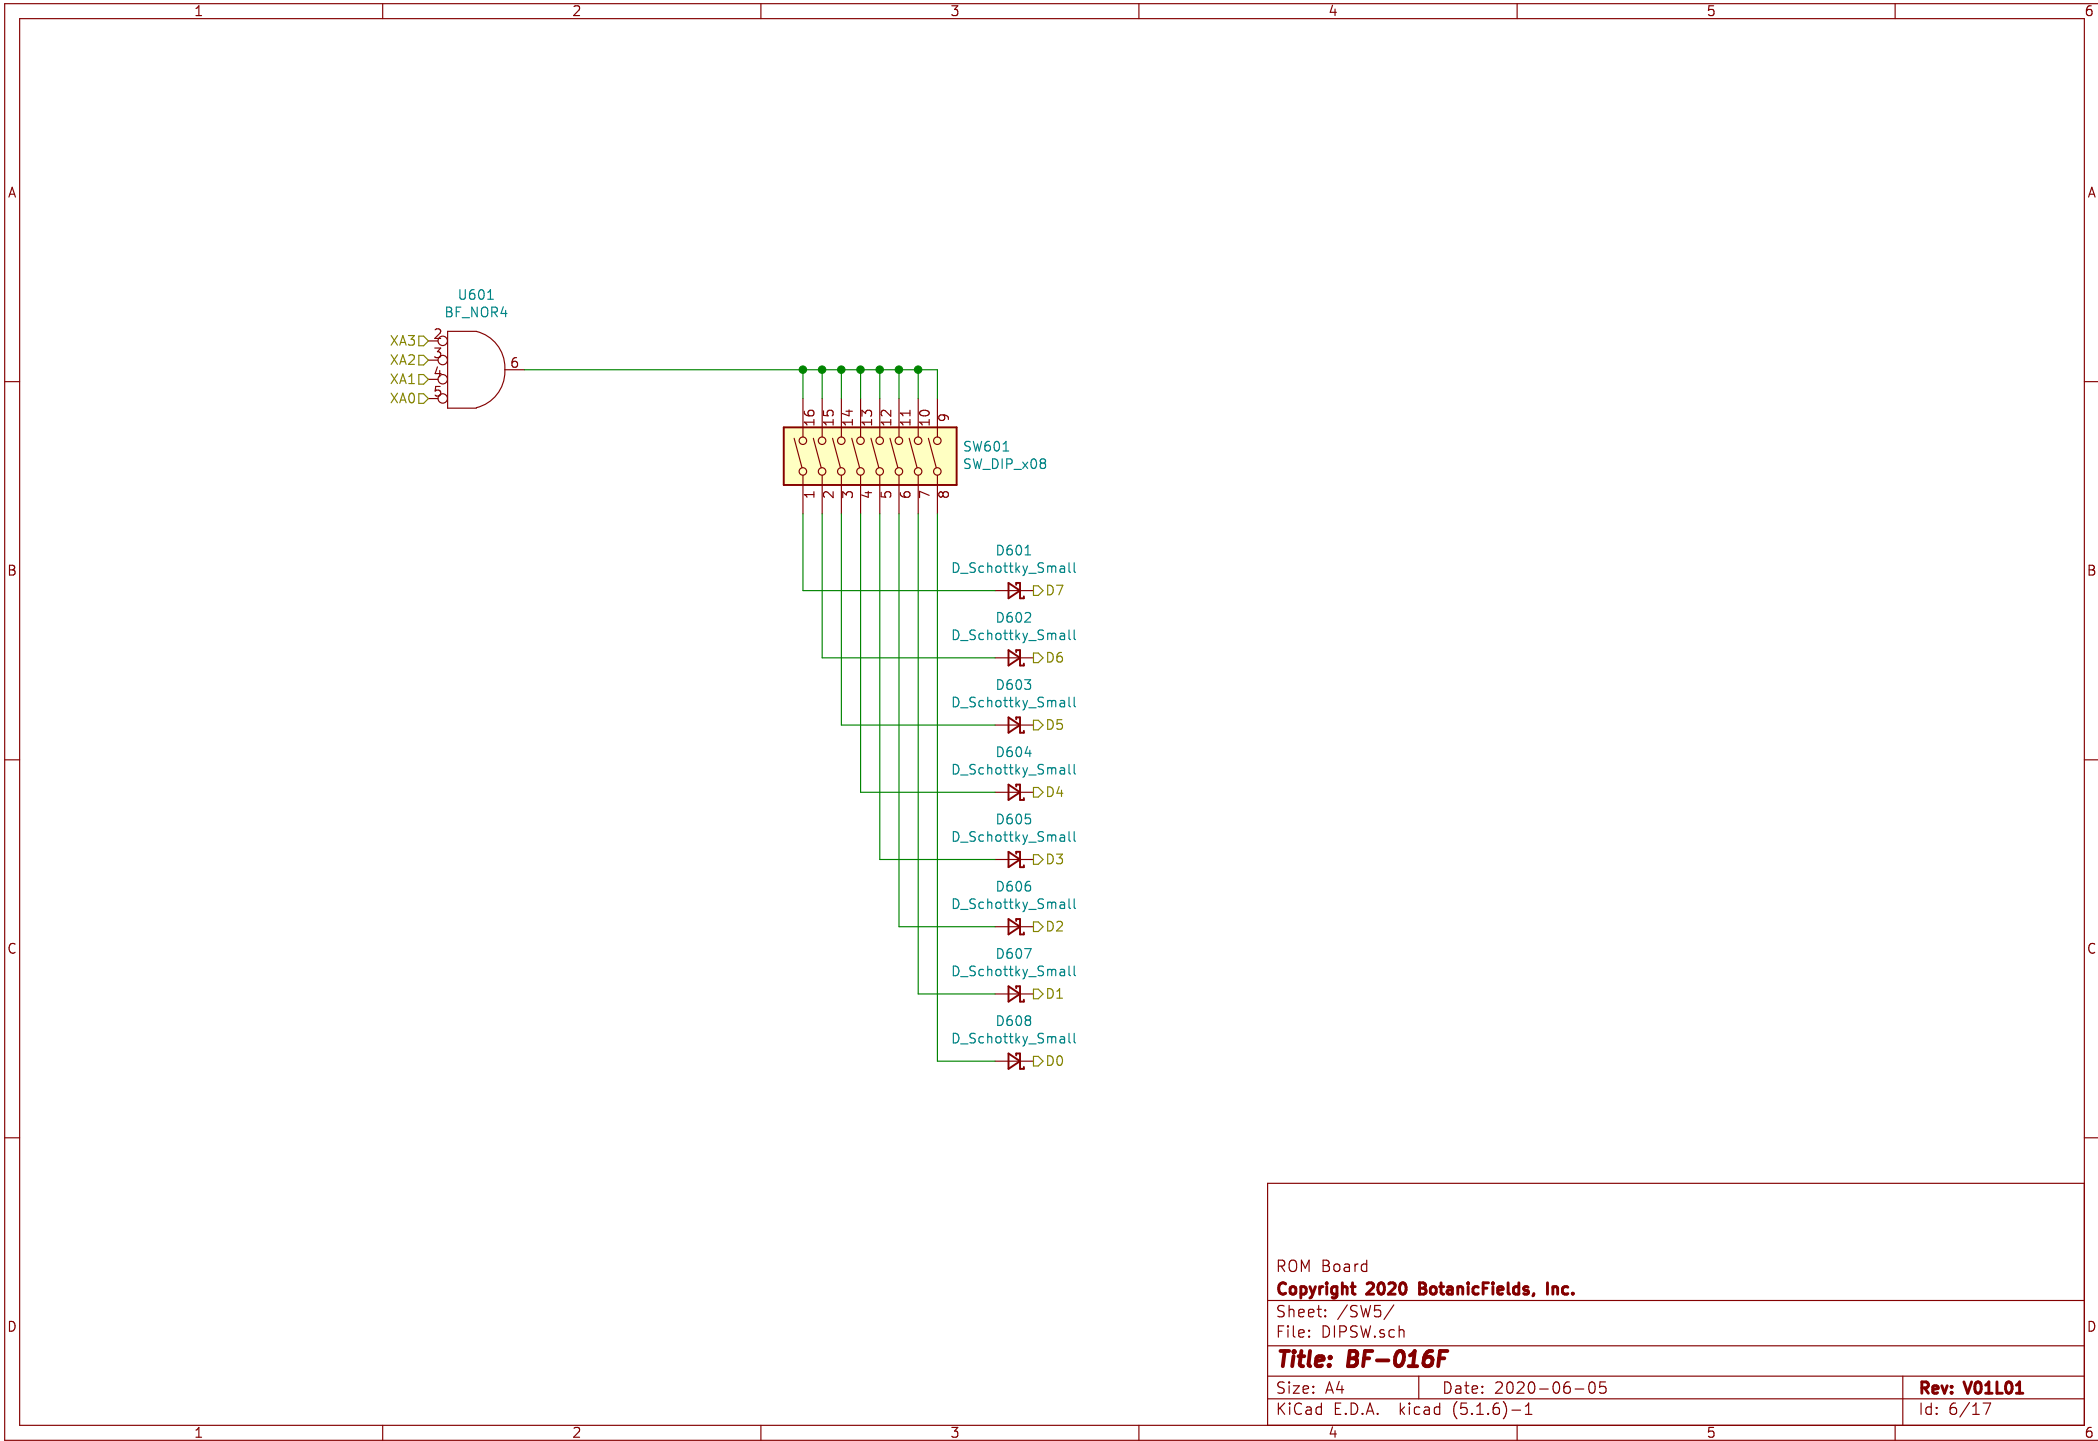 1 2 3 4 5 6
A A
U601
BF_NOR4
XA3 2
XA2 3
XA1 4
XA0 5
6
16 15 14 13 12 11 10 9
SW601
SW_DIP_x08
1 2 3 4 5 6 7 8
D601
D_Schottky_Small
B B
D7
D602
D_Schottky_Small
D6
D603
D_Schottky_Small
D5
D604
D_Schottky_Small
D4
D605
D_Schottky_Small
D3
D606
D_Schottky_Small
D2
C C
D607
D_Schottky_Small
D1
D608
D_Schottky_Small
D0
ROM Board
Copyright 2020 BotanicFields, Inc.
Sheet: /SW5/
D D
File: DIPSW.sch
Title: BF-016F
Size: A4 Date: 2020-06-05 Rev: V01L01
KiCad E.D.A. kicad (5.1.6)-1 Id: 6/17
1 2 3 4 5 6